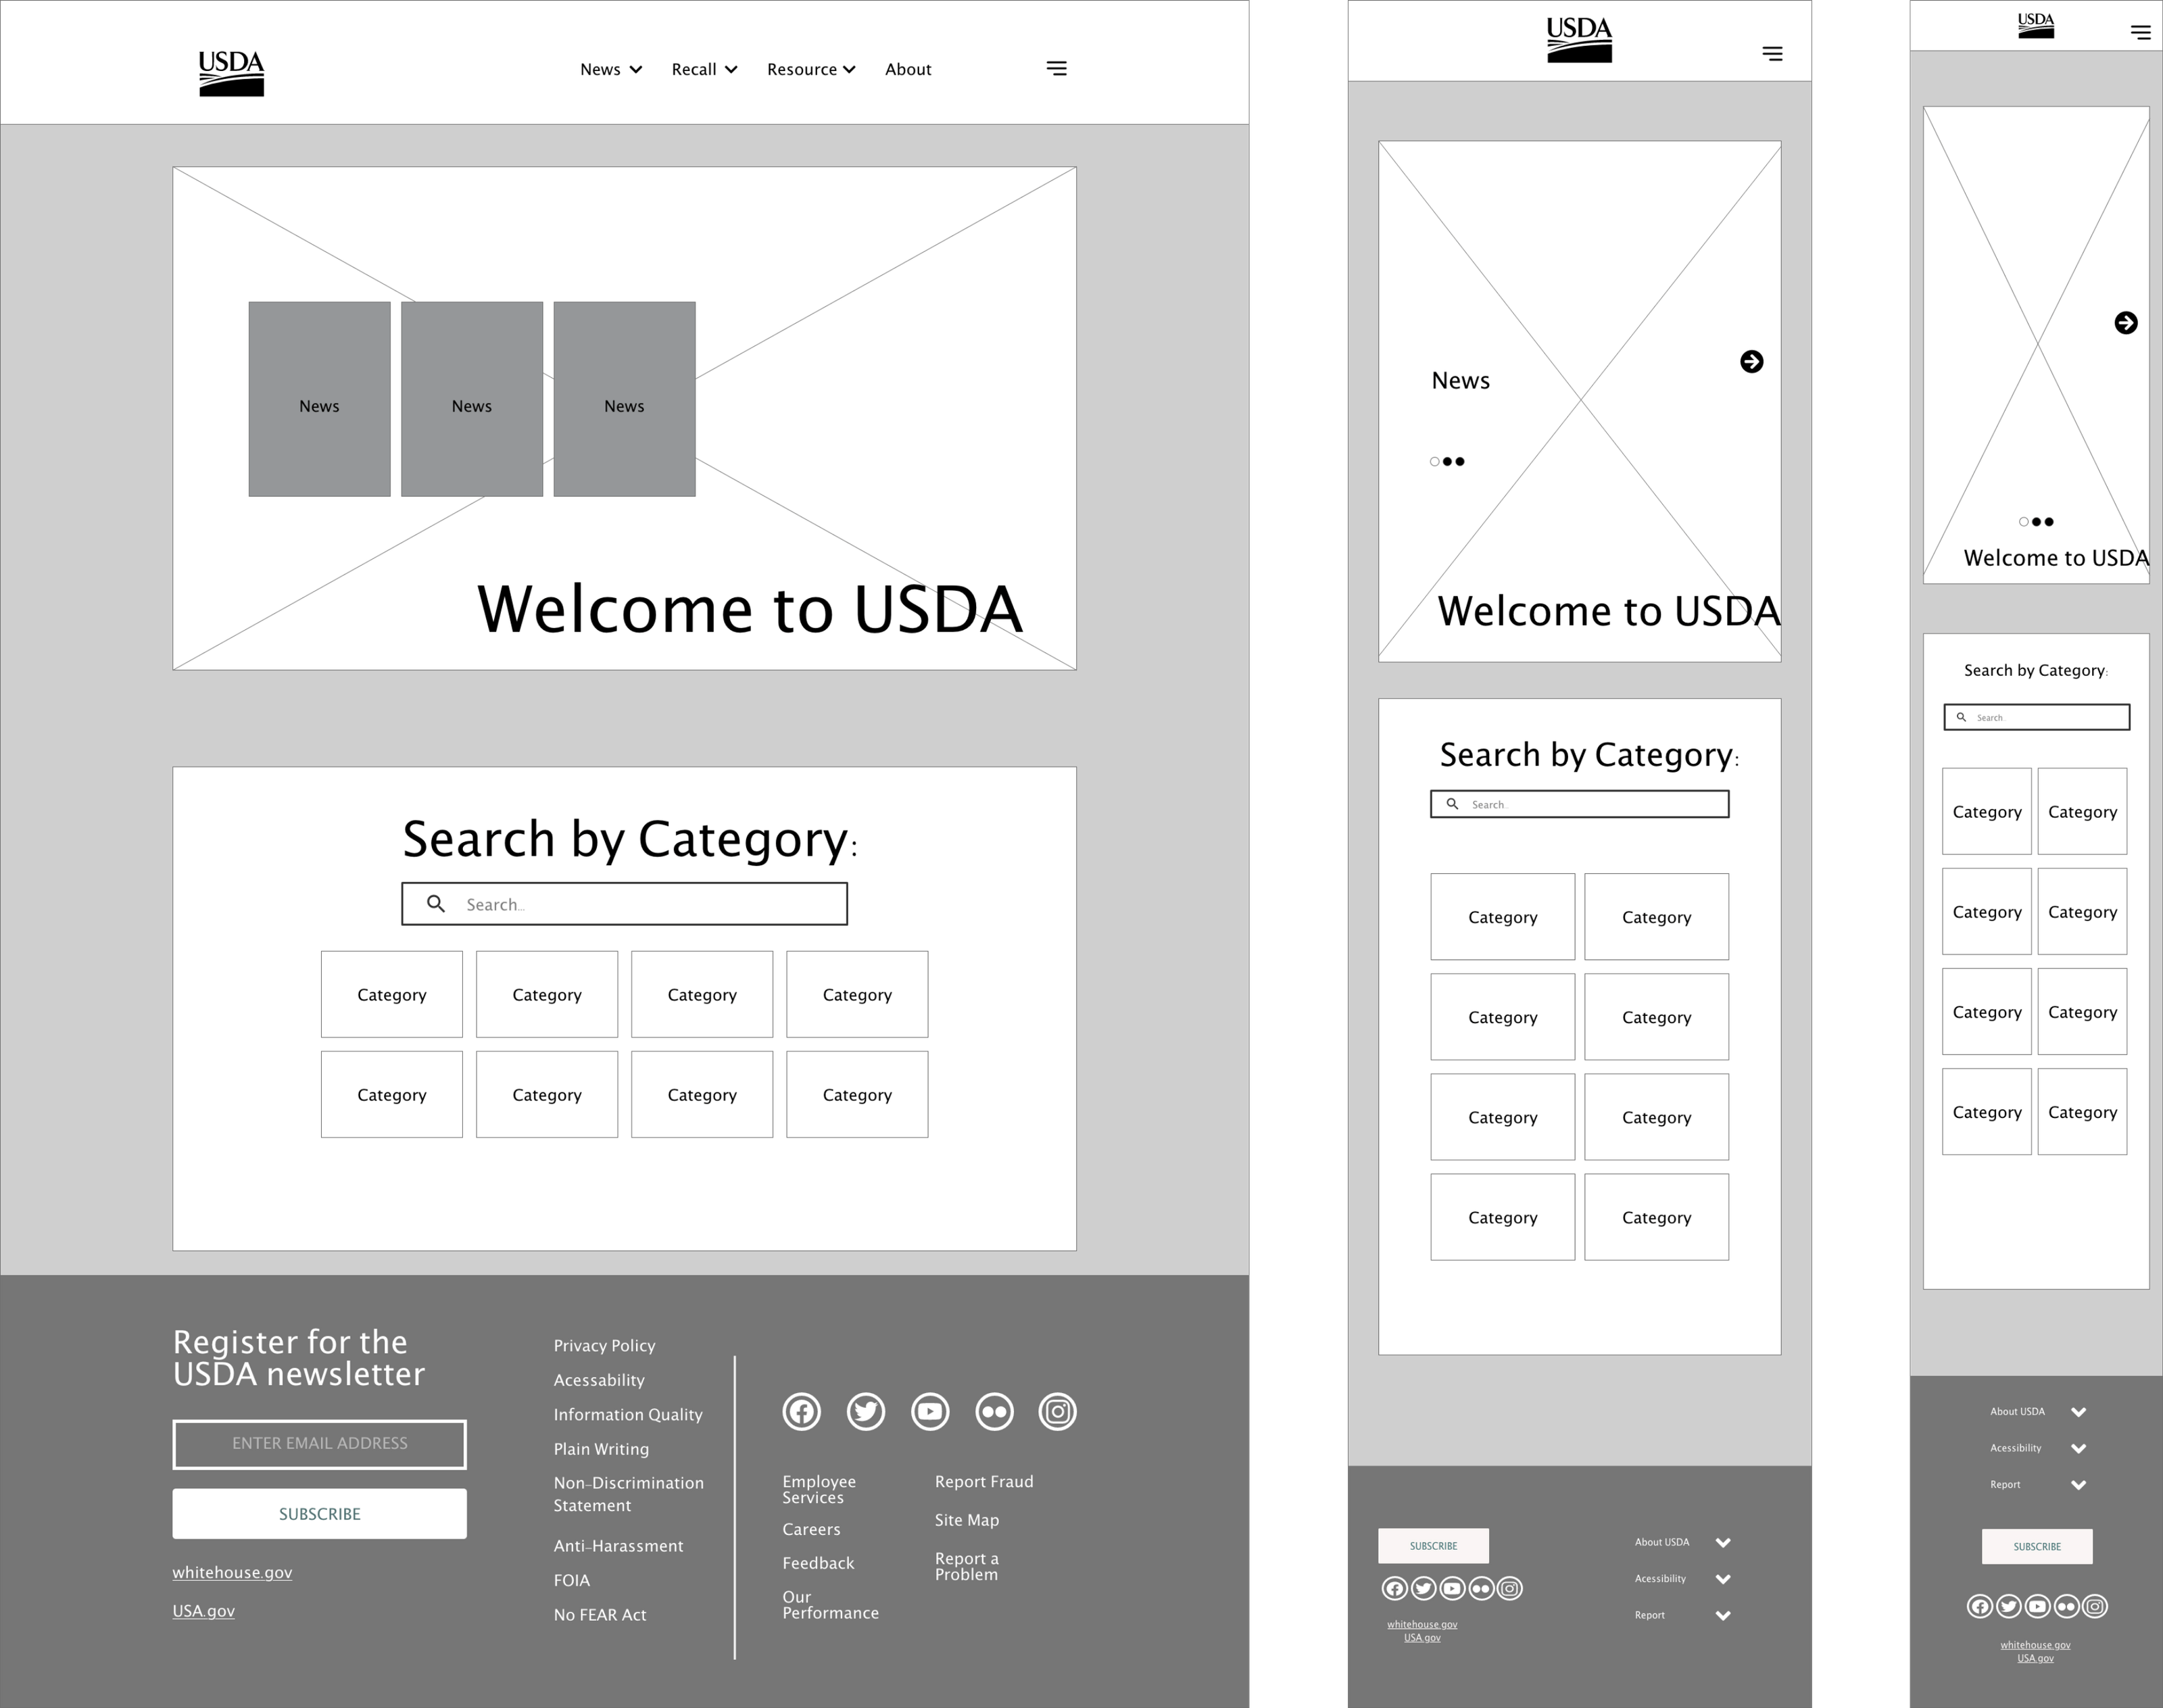 USDA
News
Recall
Resource
About
News
News
News
Welcome to USDA
Search by Category:
Search...
Category
Category
Category
Category
Category
Category
Category
Category
Register for the
USDA newsletter
ENTER EMAIL ADDRESS
SUBSCRIBE
whitehouse.gov
USA.gov
Privacy Policy
Acessability
Information Quality
Plain Writing
Non-Discrimination
Statement
Anti-Harassment
FOIA
No FEAR Act
Employee
Services
Careers
Feedback
Our
Performance
Report Fraud
Site Map
Report a
Problem
USDA
News
Welcome to USDA
Search by Category:
Search...
Category
Category
Category
Category
Category
Category
Category
Category
SUBSCRIBE
whitehouse.gov
USA.gov
About USDA
Acessibility
Report
USDA
Welcome to USDA
Search by Category:
Search...
Category
Category
Category
Category
Category
Category
Category
Category
About USDA
Acessibility
Report
SUBSCRIBE
whitehouse.gov
USA.gov